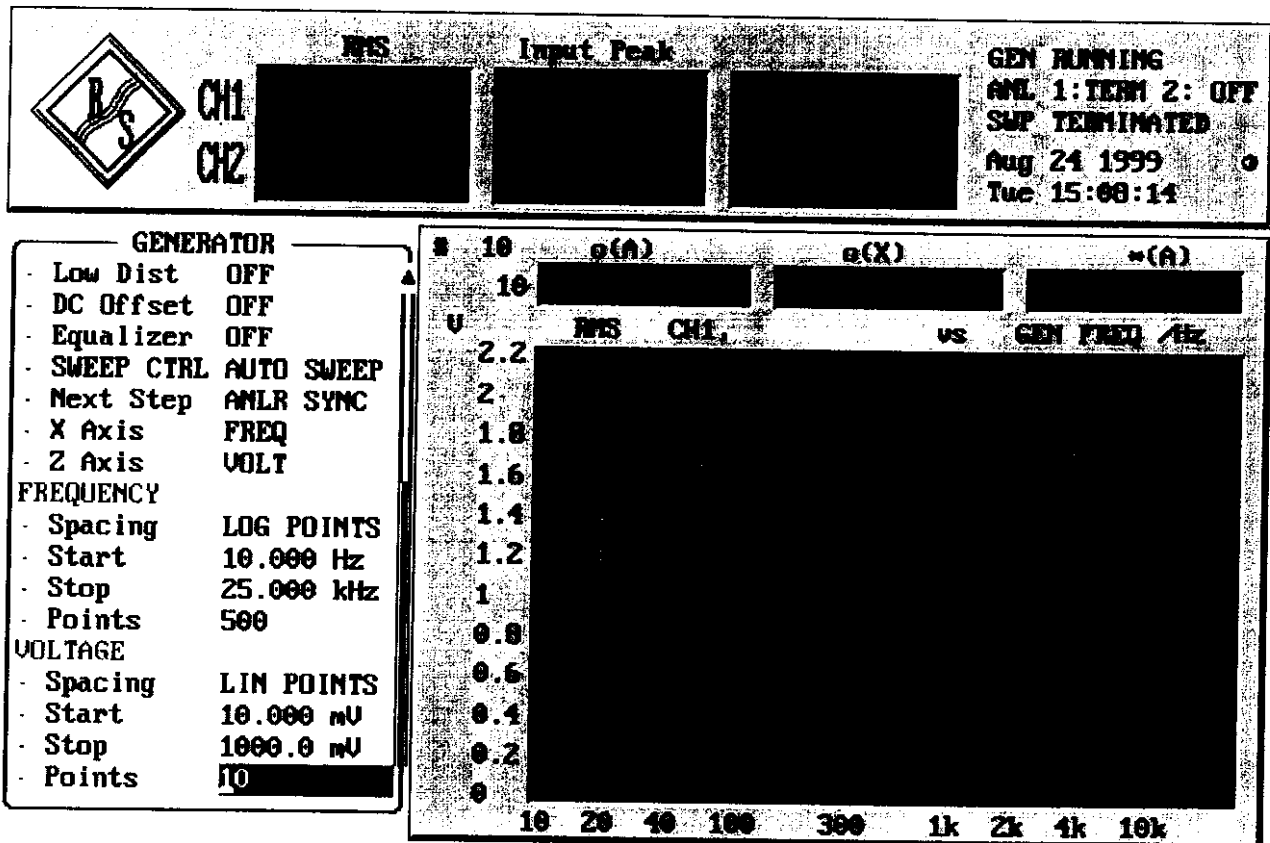 RMS Input Peak
R S
CH1
CH2
GEN RUNNING
ANL 1:TERM 2: OFF
SWP TERMINATED
Aug 24 1999
Tue 15:08:14
GENERATOR
Low Dist OFF
DC Offset OFF
Equalizer OFF
SWEEP CTRL AUTO SWEEP
Next Step ANLR SYNC
X Axis FREQ
Z Axis VOLT
FREQUENCY
Spacing LOG POINTS
Start 10.000 Hz
Stop 25.000 kHz
Points 500
VOLTAGE
Spacing LIN POINTS
Start 10.000 mV
Stop 1000.0 mV
Points 10
# 10 o(A) o(X) *(A)
10
V RMS CH1, vs GEN FREQ /Hz
2.2
2
1.8
1.6
1.4
1.2
1
0.8
0.6
0.4
0.2
0
10 20 40 100 300 1k 2k 4k 10k